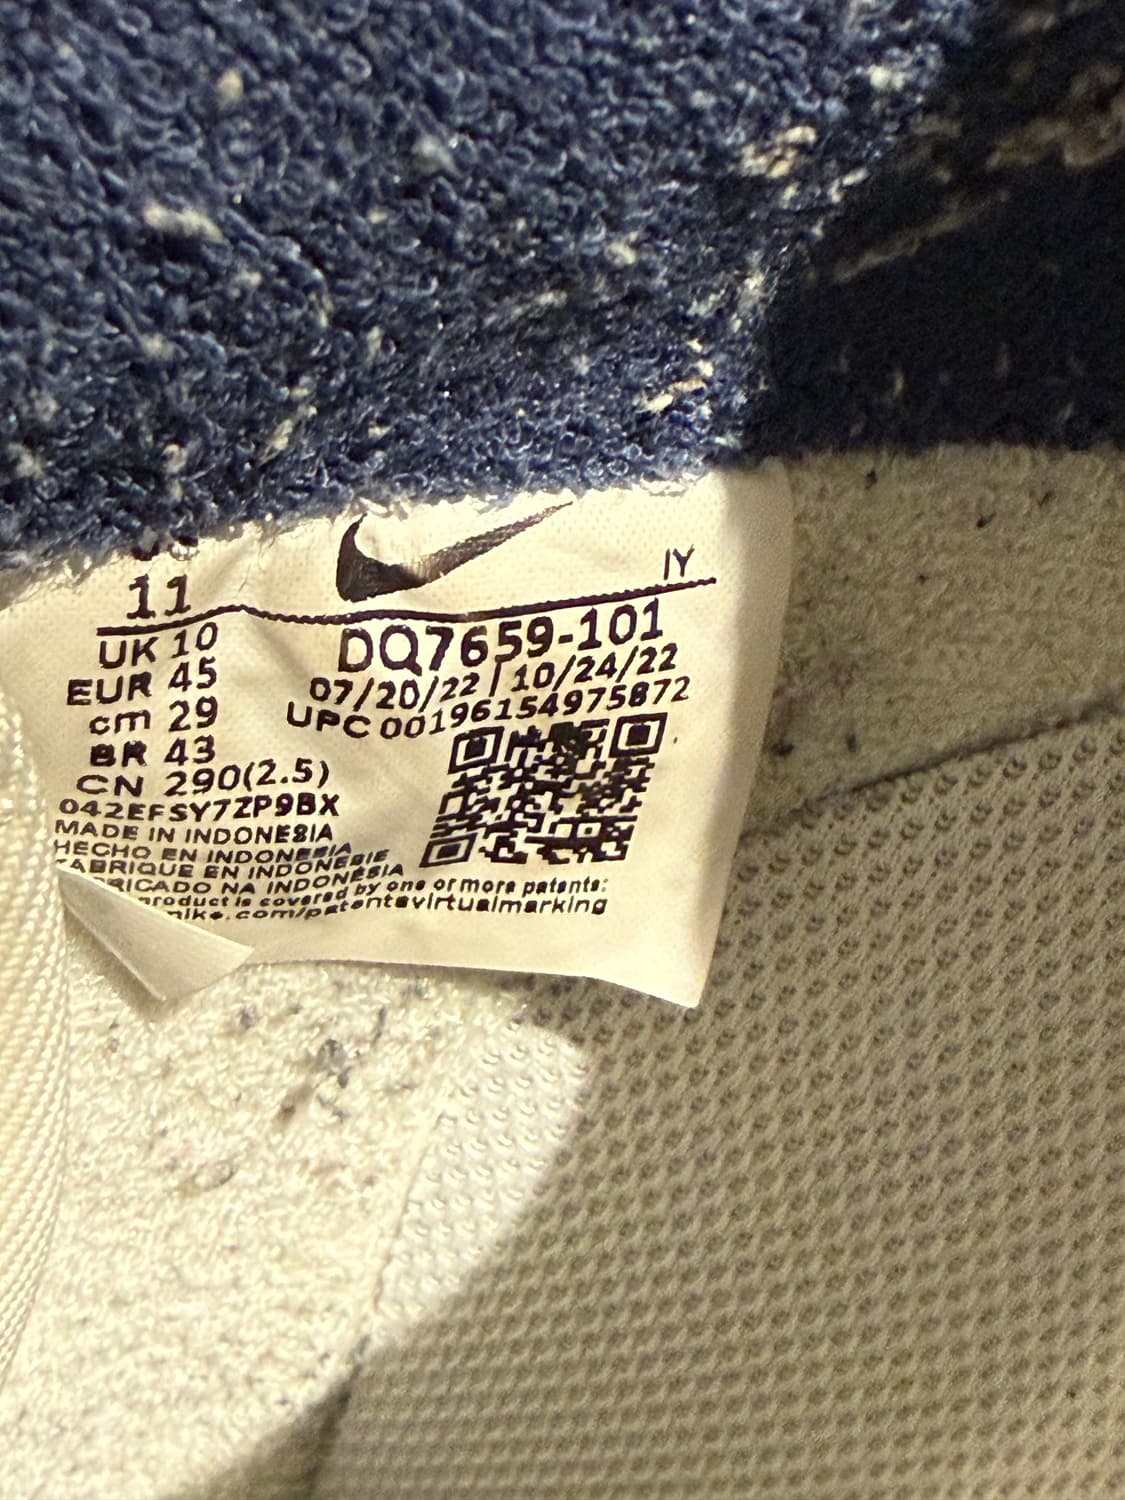 11
IY
UK 10
EUR 45
cm 29
BR 43
CN 290(2.5)
DQ7659-101
07/20/22 | 10/24/22
UPC 00196154975872
042EFSY7ZP9BX
MADE IN INDONESIA
HECHO EN INDONESIA
FABRIQUE EN INDONESIE
RICADO NA INDONESIA
product is covered by one or more patents:
nike.com/patentsvirtualmarking